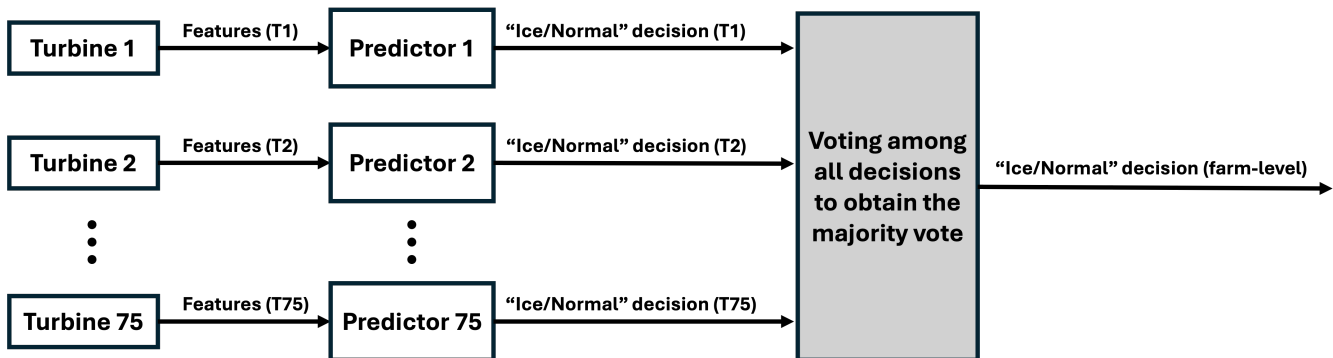 Turbine 1
Features (T1)
Predictor 1
“Ice/Normal” decision (T1)
Turbine 2
Features (T2)
Predictor 2
“Ice/Normal” decision (T2)
Turbine 75
Features (T75)
Predictor 75
“Ice/Normal” decision (T75)
Voting among
all decisions
to obtain the
majority vote
“Ice/Normal” decision (farm-level)